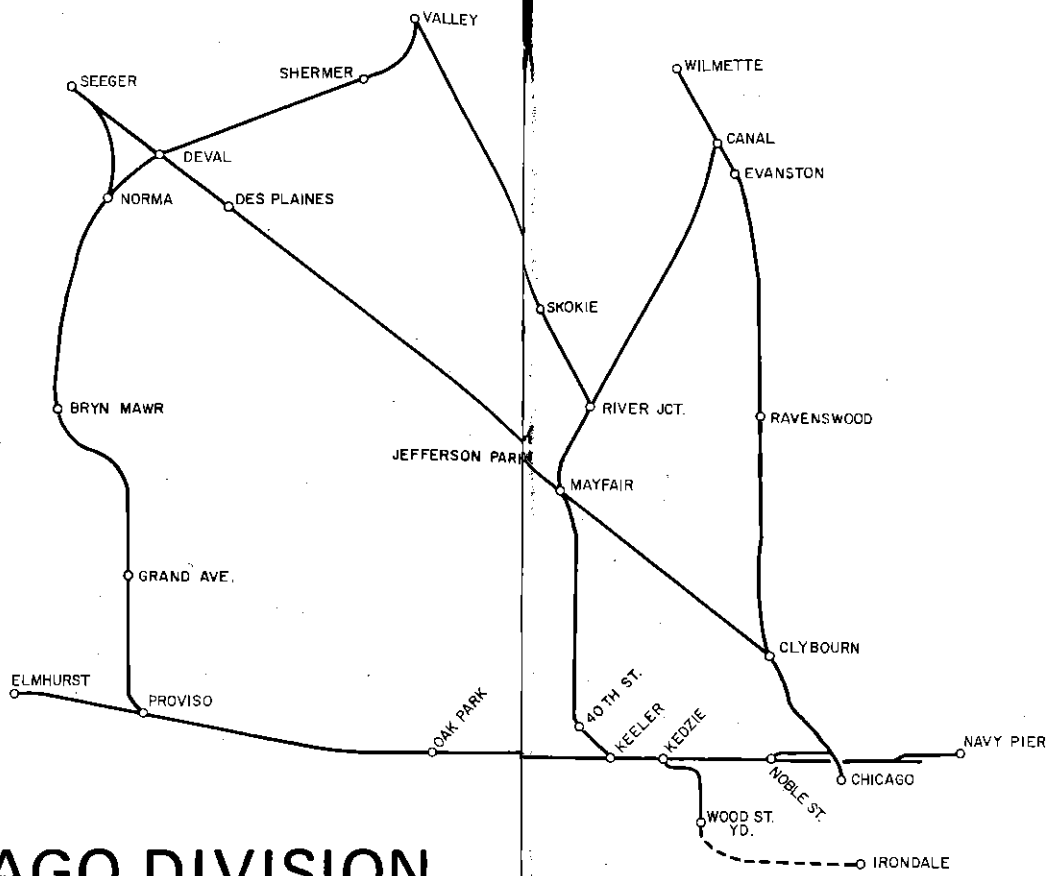 VALLEY
SEEGER
SHERMER
WILMETTE
DEVAL
CANAL
EVANSTON
NORMA
DES PLAINES
SKOKIE
BRYN MAWR
RIVER JCT.
RAVENSWOOD
JEFFERSON PARK
MAYFAIR
GRAND AVE.
CLYBOURN
ELMHURST
PROVISO
OAK PARK
40 TH ST.
KEELER
KEDZIE
NAVY PIER
NOBLE ST.
CHICAGO
WOOD ST.
YD.
IRONDALE
AGO DIVISION